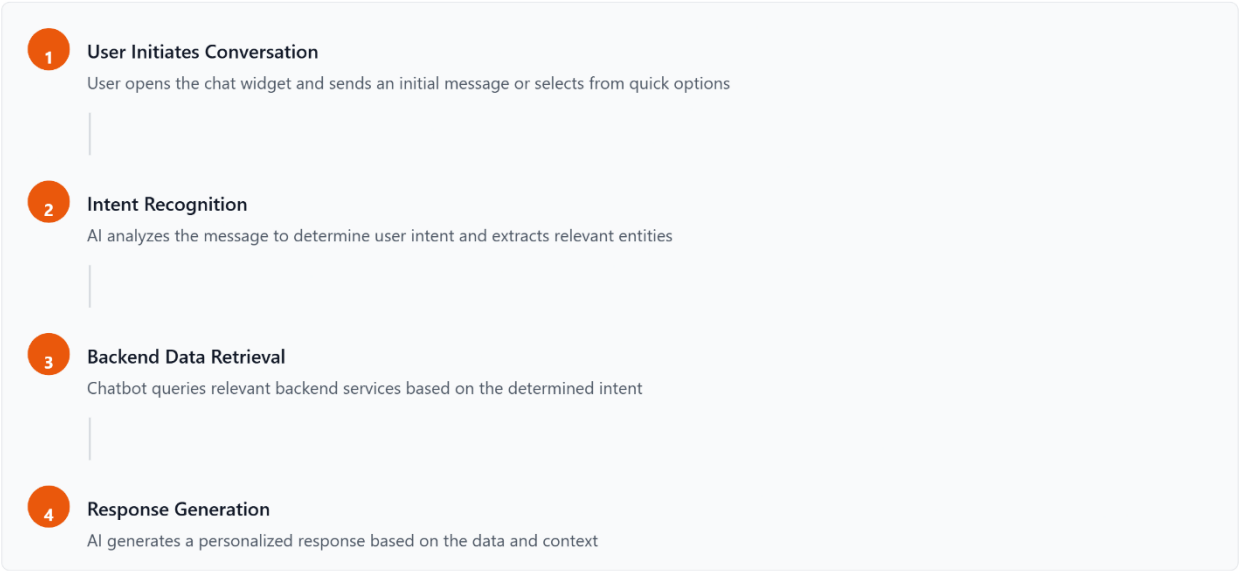 1
User Initiates Conversation
User opens the chat widget and sends an initial message or selects from quick options
2
Intent Recognition
AI analyzes the message to determine user intent and extracts relevant entities
3
Backend Data Retrieval
Chatbot queries relevant backend services based on the determined intent
4
Response Generation
AI generates a personalized response based on the data and context